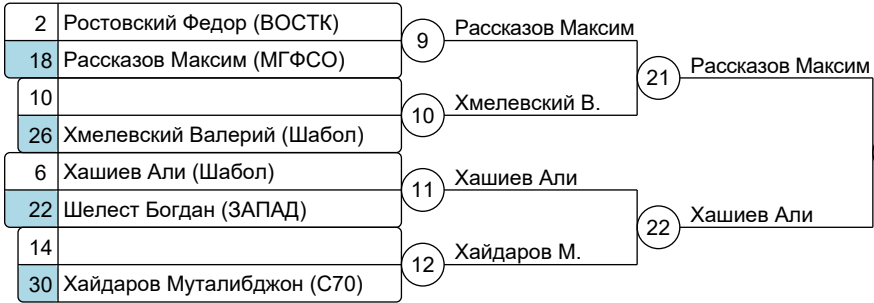 2 Ростовский Федор (ВОСТК)
18 Рассказов Максим (МГФСО)
9 Рассказов Максим
10
26 Хмелевский Валерий (Шабол)
10 Хмелевский В.
21 Рассказов Максим
6 Хашиев Али (Шабол)
22 Шелест Богдан (ЗАПАД)
11 Хашиев Али
14
30 Хайдаров Муталибджон (С70)
12 Хайдаров М.
22 Хашиев Али